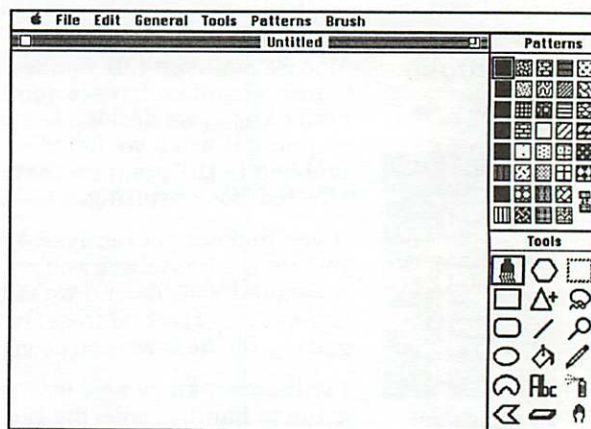 File Edit General Tools Patterns Brush
Untitled
Patterns
Tools
Abc